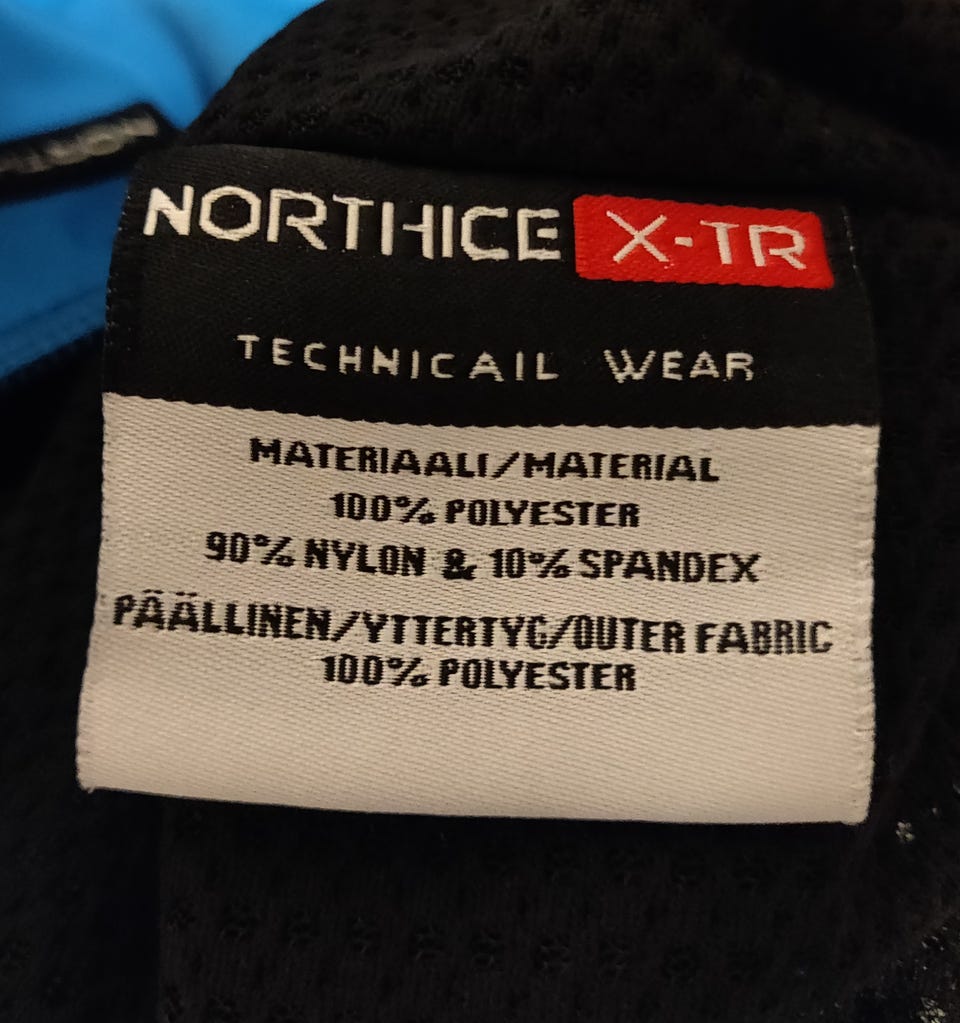 NORTHICE X-TR
TECHNICAIL WEAR
MATERIAALI/MATERIAL
100% POLYESTER
90% NYLON & 10% SPANDEX
PÄÄLLINEN/YTTERTYG/OUTER FABRIC
100% POLYESTER